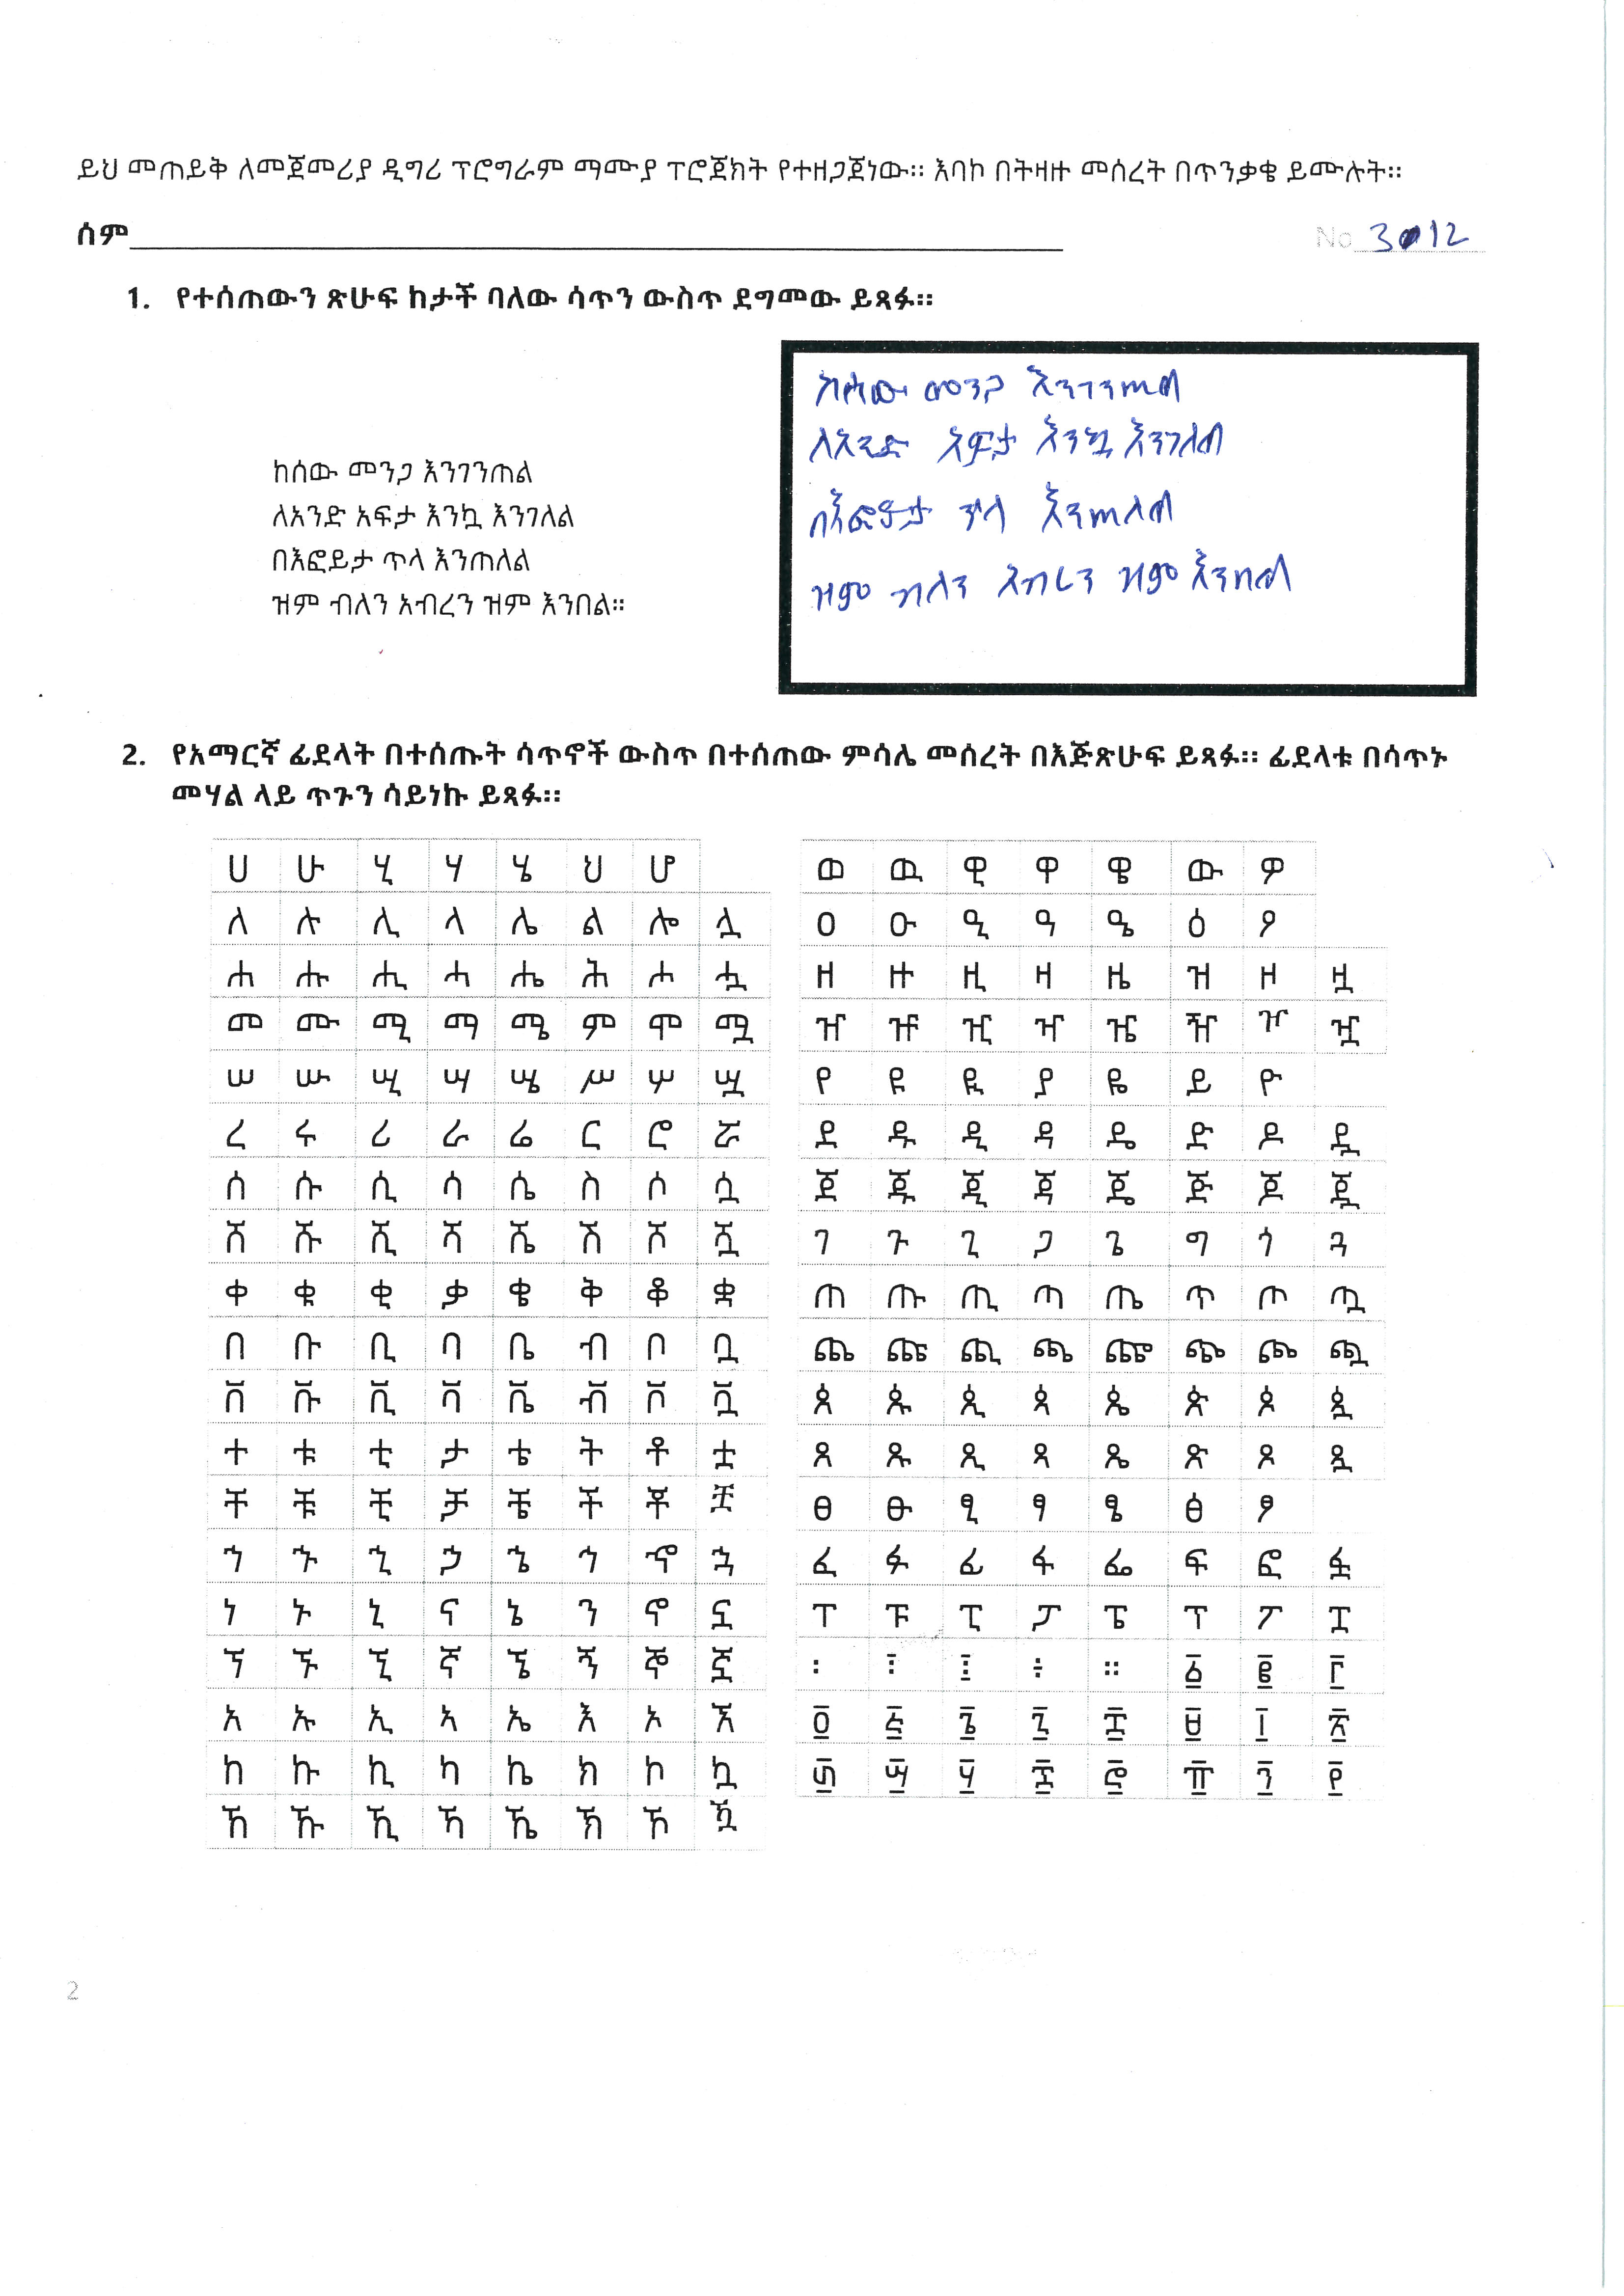 ይህ መጠይቅ ለመጀመሪያ ዲግሪ ፕሮግራም ማሙያ ፕሮጀክት የተዘጋጀነው። እባኮ በትዛዙ መሰረት በጥንቃቄ ይሙሉት።
ስም
No 3012
1. የተሰጠውን ጽሁፍ ከታች ባለው ሳጥን ውስጥ ደግመው ይጻፉ።
ከሰው መንጋ እንገንጠል
ለአንድ አፍታ እንኳ እንገለል
በእፎይታ ጥላ እንጠለል
ዝም ብለን አብረን ዝም እንበል።
ከሰው መንጋ እንገንጠል
ለአንድ አፍታ እንኳ እንገለል
በእፎይታ ጥላ እንጠለል
ዝም ብለን አብረን ዝም እንበል
2. የአማርኛ ፊደላት በተሰጡት ሳጥኖች ውስጥ በተሰጠው ምሳሌ መሰረት በእጅጽሁፍ ይጻፉ። ፊደላቱ በሳጥኑ
መሃል ላይ ጥጉን ሳይነኩ ይጻፉ።
ሀ ሁ ሂ ሃ ሄ ህ ሆ
ለ ሉ ሊ ላ ሌ ል ሎ ሏ
ሐ ሑ ሒ ሓ ሔ ሕ ሖ ሗ
መ ሙ ሚ ማ ሜ ም ሞ ሟ
ሠ ሡ ሢ ሣ ሤ ሥ ሦ ሧ
ረ ሩ ሪ ራ ሬ ር ሮ ሯ
ሰ ሱ ሲ ሳ ሴ ስ ሶ ሷ
ሸ ሹ ሺ ሻ ሼ ሽ ሾ ሿ
ቀ ቁ ቂ ቃ ቄ ቅ ቆ ቋ
በ ቡ ቢ ባ ቤ ብ ቦ ቧ
ቨ ቩ ቪ ቫ ቬ ቭ ቮ ቯ
ተ ቱ ቲ ታ ቴ ት ቶ ቷ
ቸ ቹ ቺ ቻ ቼ ች ቾ ቿ
ኀ ኁ ኂ ኃ ኄ ኅ ኆ ኋ
ነ ኑ ኒ ና ኔ ን ኖ ኗ
ኘ ኙ ኚ ኛ ኜ ኝ ኞ ኟ
አ ኡ ኢ ኣ ኤ እ ኦ ኧ
ከ ኩ ኪ ካ ኬ ክ ኮ ኳ
ኸ ኹ ኺ ኻ ኼ ኽ ኾ ዃ
ወ ዉ ዊ ዋ ዌ ው ዎ
ዐ ዑ ዒ ዓ ዔ ዕ ዖ
ዘ ዙ ዚ ዛ ዜ ዝ ዞ ዟ
ዠ ዡ ዢ ዣ ዤ ዥ ዦ ዧ
የ ዩ ዪ ያ ዬ ይ ዮ
ደ ዱ ዲ ዳ ዴ ድ ዶ ዷ
ጀ ጁ ጂ ጃ ጄ ጅ ጆ ጇ
ገ ጉ ጊ ጋ ጌ ግ ጎ ጓ
ጠ ጡ ጢ ጣ ጤ ጥ ጦ ጧ
ጨ ጩ ጪ ጫ ጬ ጭ ጮ ጯ
ጰ ጱ ጲ ጳ ጴ ጵ ጶ ጷ
ጸ ጹ ጺ ጻ ጼ ጽ ጾ ጿ
ፀ ፁ ፂ ፃ ፄ ፅ ፆ
ፈ ፉ ፊ ፋ ፌ ፍ ፎ ፏ
ፐ ፑ ፒ ፓ ፔ ፕ ፖ ፗ
፡ ፣ ፤ ፥ ። ፩ ፪ ፫
፬ ፭ ፮ ፯ ፰ ፱ ፲ ፳
፴ ፵ ፶ ፷ ፸ ፹ ፺ ፻
2